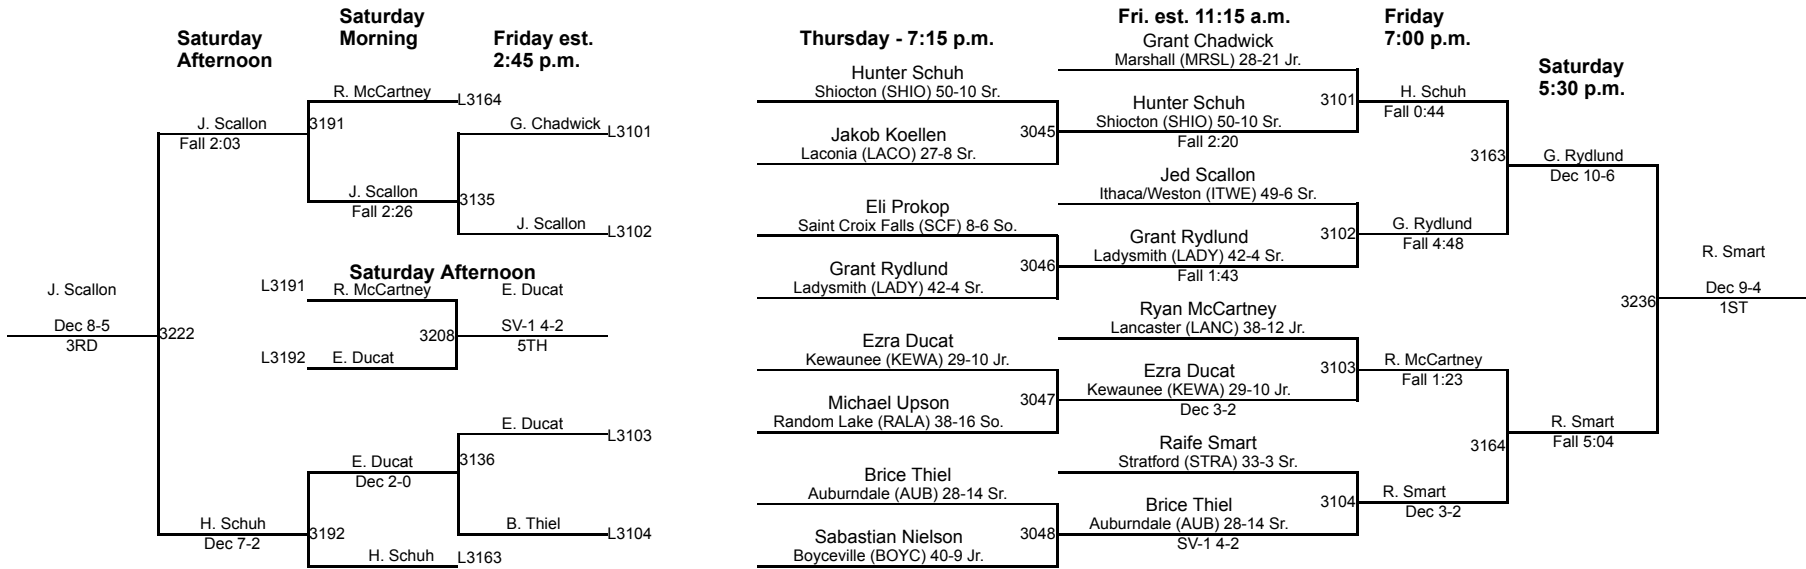 Saturday
Afternoon
Saturday
Morning
Friday est.
2:45 p.m.
R. McCartney
L3164
J. Scallon
3191
Fall 2:03
G. Chadwick
L3101
J. Scallon
3135
Fall 2:26
J. Scallon
L3102
Saturday Afternoon
L3191
R. McCartney
E. Ducat
J. Scallon
Dec 8-5
3222
3RD
3208
SV-1 4-2
5TH
L3192
E. Ducat
E. Ducat
L3103
E. Ducat
3136
Dec 2-0
B. Thiel
L3104
H. Schuh
3192
Dec 7-2
H. Schuh
L3163
Thursday - 7:15 p.m.
Hunter Schuh
Shiocton (SHIO) 50-10 Sr.
3045
Jakob Koellen
Laconia (LACO) 27-8 Sr.
Eli Prokop
Saint Croix Falls (SCF) 8-6 So.
3046
Grant Rydlund
Ladysmith (LADY) 42-4 Sr.
Ezra Ducat
Kewaunee (KEWA) 29-10 Jr.
3047
Michael Upson
Random Lake (RALA) 38-16 So.
Brice Thiel
Auburndale (AUB) 28-14 Sr.
3048
Sabastian Nielson
Boyceville (BOYC) 40-9 Jr.
Fri. est. 11:15 a.m.
Grant Chadwick
Marshall (MRSL) 28-21 Jr.
3101
Hunter Schuh
Shiocton (SHIO) 50-10 Sr.
Fall 2:20
Jed Scallon
Ithaca/Weston (ITWE) 49-6 Sr.
3102
Grant Rydlund
Ladysmith (LADY) 42-4 Sr.
Fall 1:43
Ryan McCartney
Lancaster (LANC) 38-12 Jr.
3103
Ezra Ducat
Kewaunee (KEWA) 29-10 Jr.
Dec 3-2
Raife Smart
Stratford (STRA) 33-3 Sr.
3104
Brice Thiel
Auburndale (AUB) 28-14 Sr.
SV-1 4-2
Friday
7:00 p.m.
H. Schuh
Fall 0:44
3163
G. Rydlund
Fall 4:48
R. McCartney
Fall 1:23
3164
R. Smart
Dec 3-2
Saturday
5:30 p.m.
G. Rydlund
Dec 10-6
3236
R. Smart
Fall 5:04
R. Smart
Dec 9-4
1ST